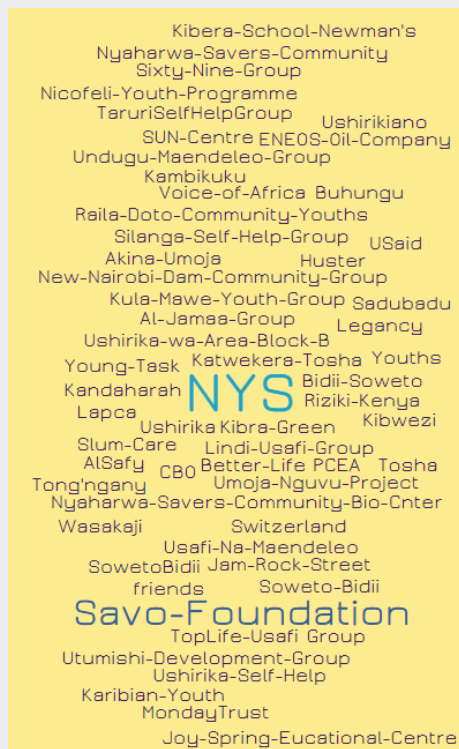 Kibera-School-Newman's
Nyaharwa-Savers-Community
Sixty-Nine-Group
Nicofeli-Youth-Programme
TaruriSelfHelpGroup
Ushirikiano
SUN-Centre ENEOS-Oil-Company
Undugu-Maendeleo-Group
Kambikuku
Voice-of-Africa Buhungu
Raila-Doto-Community-Youths
Silanga-Self-Help-Group USaid
Akina-Umoja Huster
New-Nairobi-Dam-Community-Group
Kula-Mawe-Youth-Group Sadubadu
Al-Jamaa-Group Legancy
Ushirika-wa-Area-Block-B
Young-Task Katwekera-Tosha Youths
Kandaharah NYS Bidii-Soweto
Lapca Riziki-Kenya
Ushirika Kibra-Green Kibwezi
Slum-Care Lindi-Usafi-Group
AlSafy CBO Better-Life PCEA Tosha
Tong'ngany Umoja-Nguvu-Project
Nyaharwa-Savers-Community-Bio-Cnter
Wasakaji Switzerland
Usafi-Na-Maendeleo
SowetoBidii Jam-Rock-Street
friends Soweto-Bidii
Savo-Foundation
TopLife-Usafi Group
Utumishi-Development-Group
Ushirika-Self-Help
Karibian-Youth
MondayTrust
Joy-Spring-Eucational-Centre